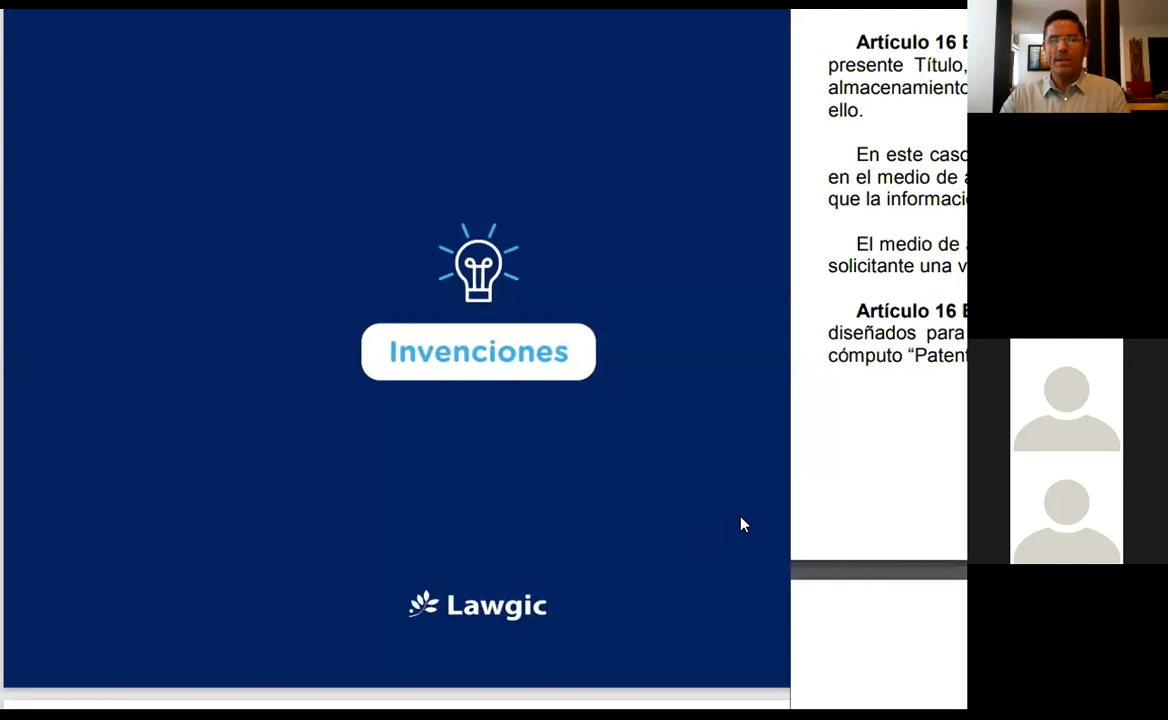 Invenciones
Lawgic
Artículo 16
presente Título,
almacenamiento
ello.
En este caso
en el medio de
que la informaci
El medio de
solicitante una v
Artículo 16
diseñados para
cómputo “Patent